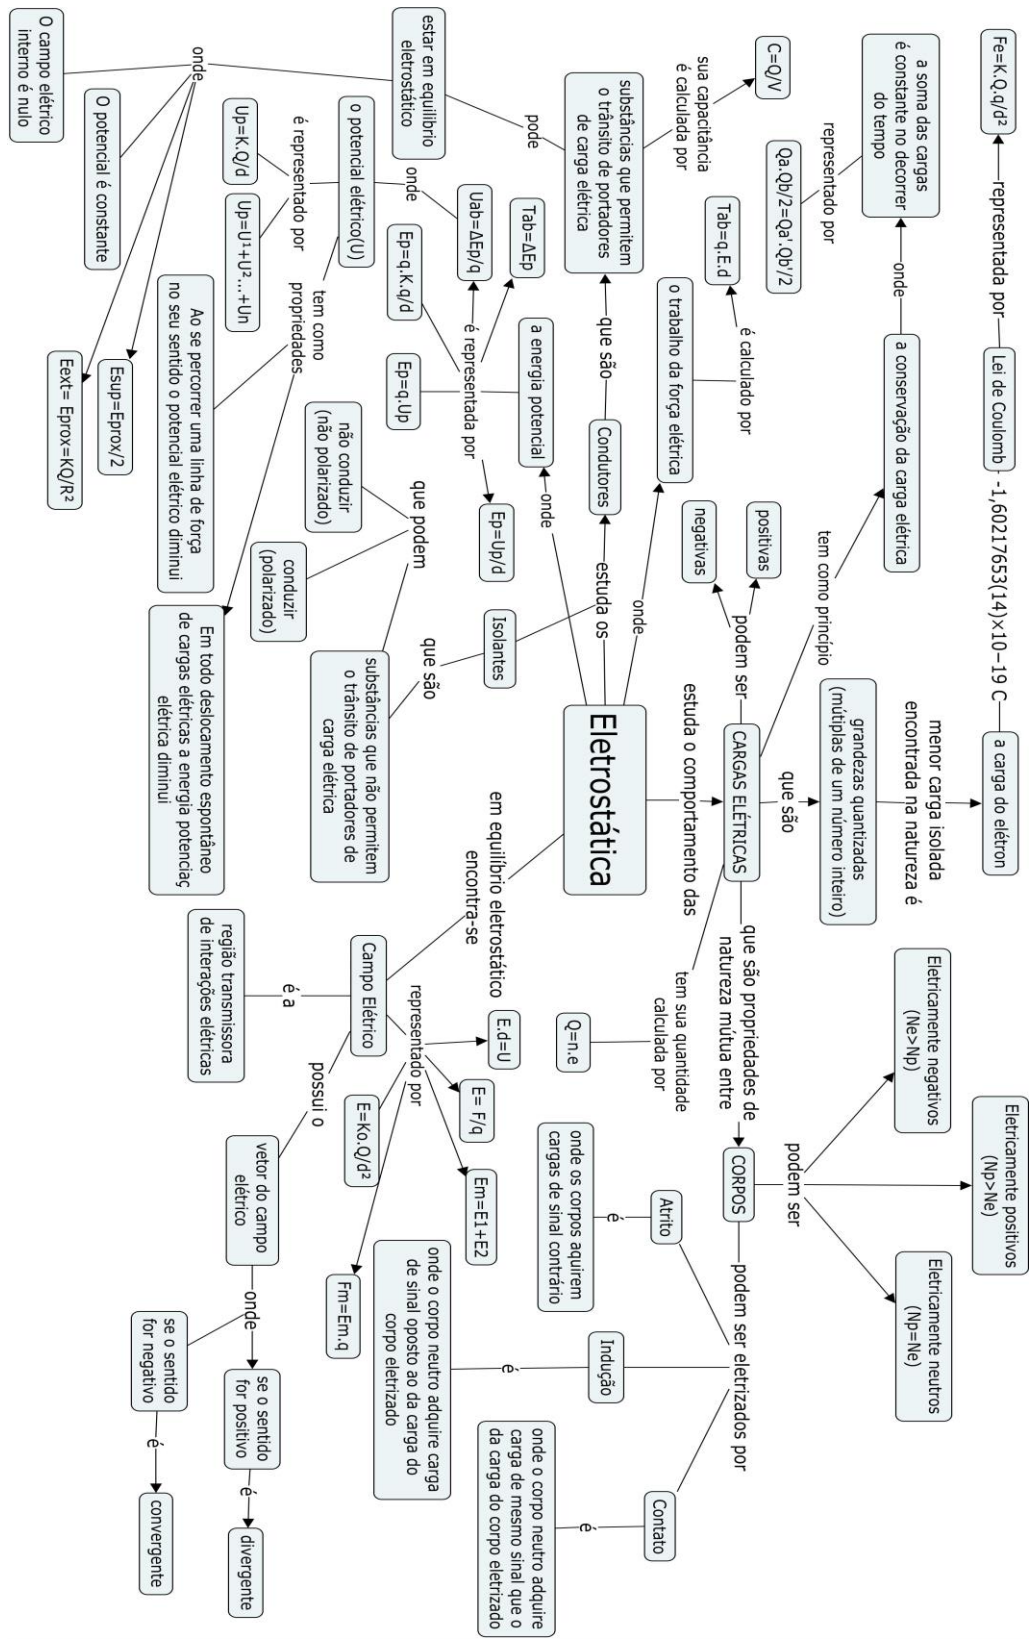 Fe=K.Q.q/d²
representada por
Lei de Coulomb
-1,60217653(14)×10−19 C
a carga do elétron
menor carga isolada
encontrada na natureza é
Eletricamente positivos
(Np>Ne)
a soma das cargas
é constante no decorrer
do tempo
onde
a conservação da carga elétrica
grandezas quantizadas
(múltiplas de um número inteiro)
Eletricamente negativos
(Ne>Np)
Eletricamente neutros
(Np=Ne)
representado por
Qa.Qb/2=Qa'.Qb'/2
tem como princípio
que são
podem ser
C=Q/V
sua capacitância
é calculada por
Tab=q.E.d
é calculado por
positivas
negativas
podem ser
CARGAS ELÉTRICAS
que são propriedades de
natureza mútua entre
CORPOS
podem ser eletrizados por
substâncias que permitem
o trânsito de portadores
de carga elétrica
que são
Condutores
o trabalho da força elétrica
onde
estuda o comportamento das
tem sua quantidade
calculada por
Q=n.e
Atrito
é
onde os corpos aquirem
cargas de sinal contrário
Indução
é
onde o corpo neutro adquire carga
de sinal oposto ao da carga do
corpo eletrizado
Contato
é
onde o corpo neutro adquire
carga de mesmo sinal que o
da carga do corpo eletrizado
Eletrostática
estuda os
onde
a energia potencial
é representada por
Tab=ΔEp
Uab=ΔEp/q
Ep=q.K.q/d
Ep=q.Up
Ep=Up/d
pode
estar em equilibrio
eletrostático
onde
O campo elétrico
interno é nulo
O potencial é constante
Esup=Eprox/2
Eext= Eprox=KQ/R²
onde
o potencial elétrico(U)
é representado por
Up=K.Q/d
Up=U¹+U²...+Un
tem como
propriedades
Ao se percorrer uma linha de força
no seu sentido o potencial elétrico diminui
Em todo deslocamento espontâneo
de cargas elétricas a energia potenciaç
elétrica diminui
Isolantes
que são
substâncias que não permitem
o trânsito de portadores de
carga elétrica
que podem
não conduzir
(não polarizado)
conduzir
(polarizado)
em equilíbrio eletrostático
encontra-se
Campo Elétrico
é a
região transmissora
de interações elétricas
representado por
E.d=U
E= F/q
Em=E1+E2
E=Ko.Q/d²
Fm=Em.q
possui o
vetor do campo
elétrico
onde
se o sentido
for positivo
é
divergente
se o sentido
for negativo
é
convergente